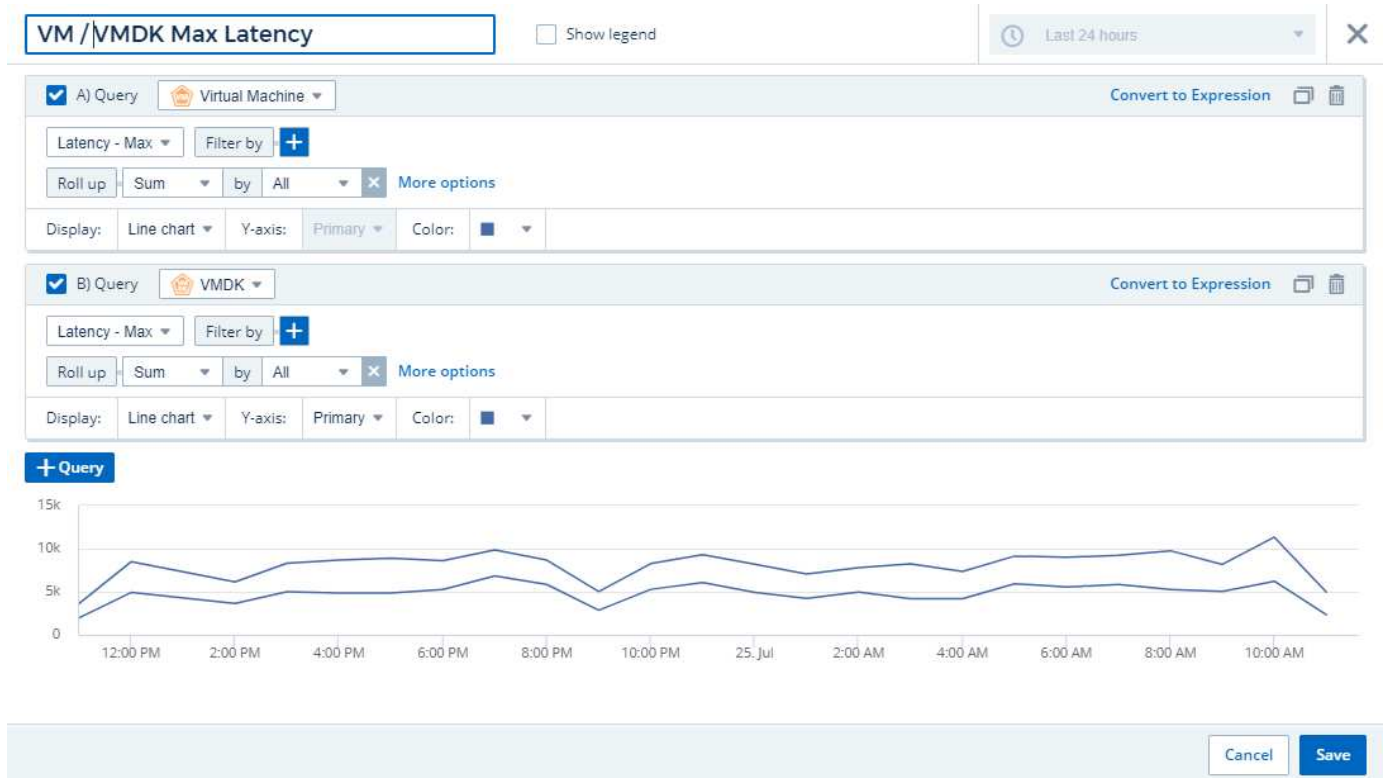 VM / VMDK Max Latency Show legend Last 24 hours
A) Query Virtual Machine Convert to Expression
Latency - Max Filter by
Roll up Sum by All More options
Display: Line chart Y-axis: Primary Color:
B) Query VMDK Convert to Expression
Latency - Max Filter by
Roll up Sum by All More options
Display: Line chart Y-axis: Primary Color:
+ Query
15k
10k
5k
0
12:00 PM 2:00 PM 4:00 PM 6:00 PM 8:00 PM 10:00 PM 25. Jul 2:00 AM 4:00 AM 6:00 AM 8:00 AM 10:00 AM
Cancel Save